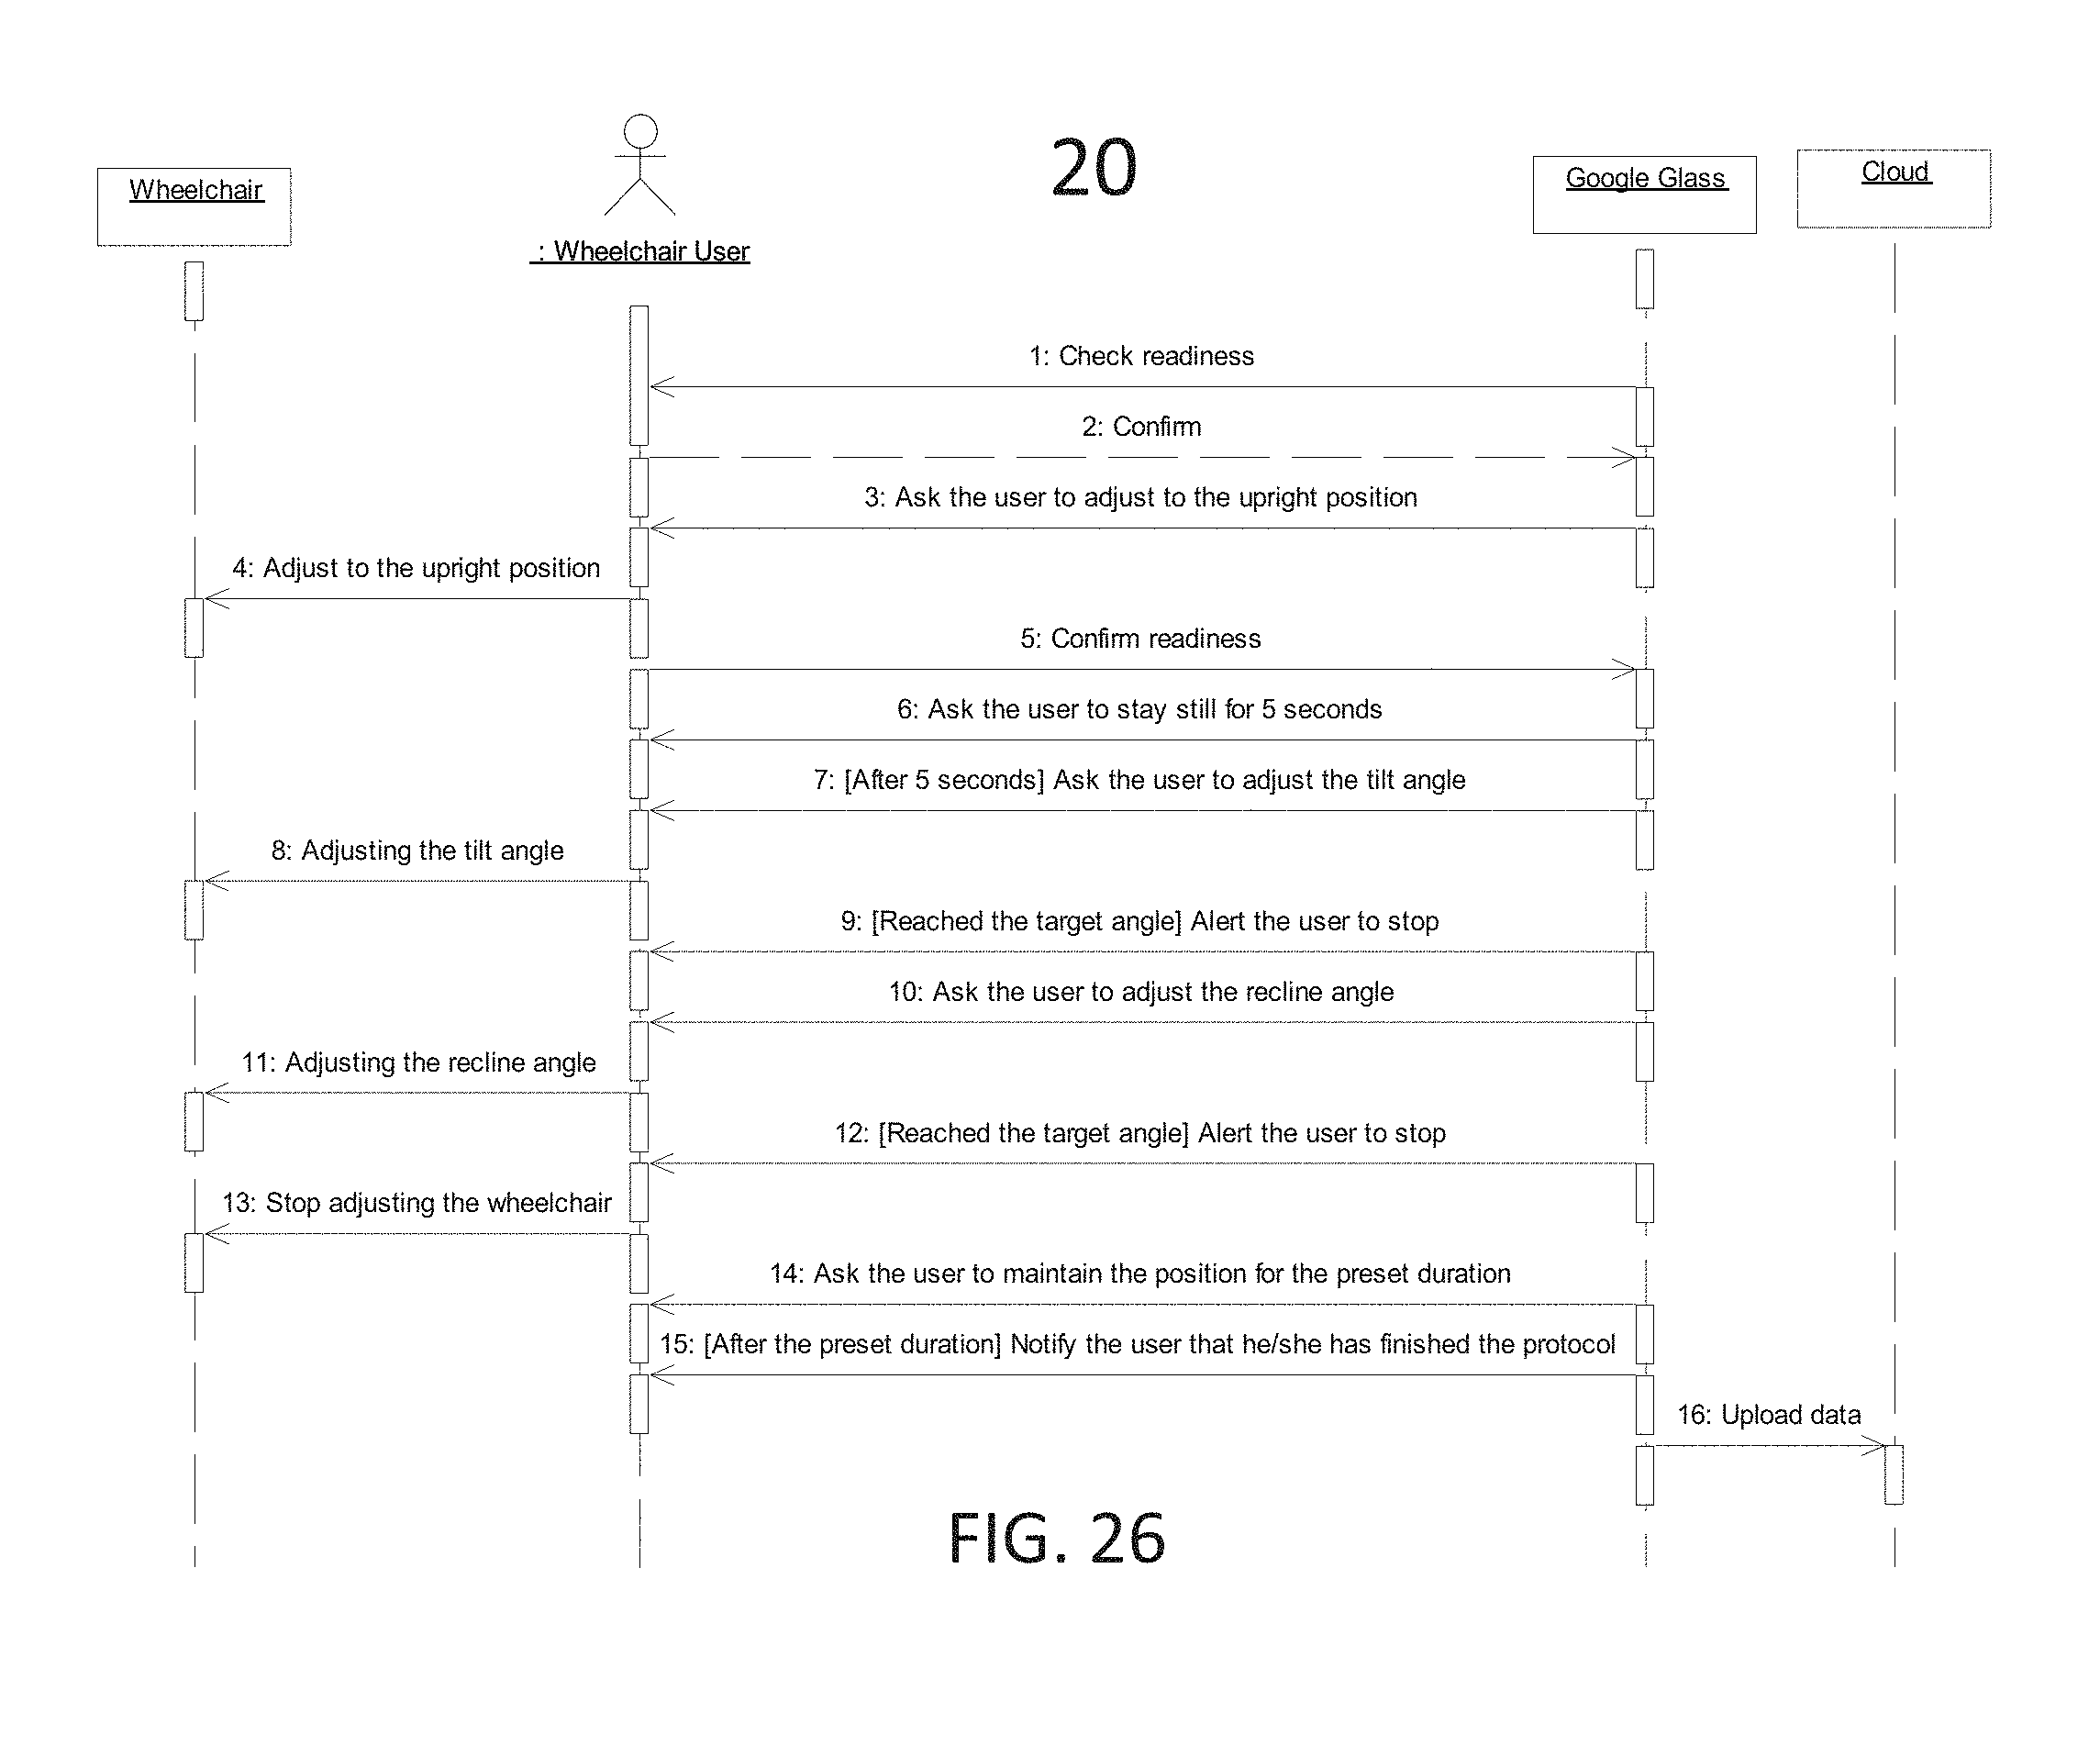 20
Wheelchair
: Wheelchair User
Google Glass
Cloud
1: Check readiness
2: Confirm
3: Ask the user to adjust to the upright position
4: Adjust to the upright position
5: Confirm readiness
6: Ask the user to stay still for 5 seconds
7: [After 5 seconds] Ask the user to adjust the tilt angle
8: Adjusting the tilt angle
9: [Reached the target angle] Alert the user to stop
10: Ask the user to adjust the recline angle
11: Adjusting the recline angle
12: [Reached the target angle] Alert the user to stop
13: Stop adjusting the wheelchair
14: Ask the user to maintain the position for the preset duration
15: [After the preset duration] Notify the user that he/she has finished the protocol
16: Upload data
FIG. 26